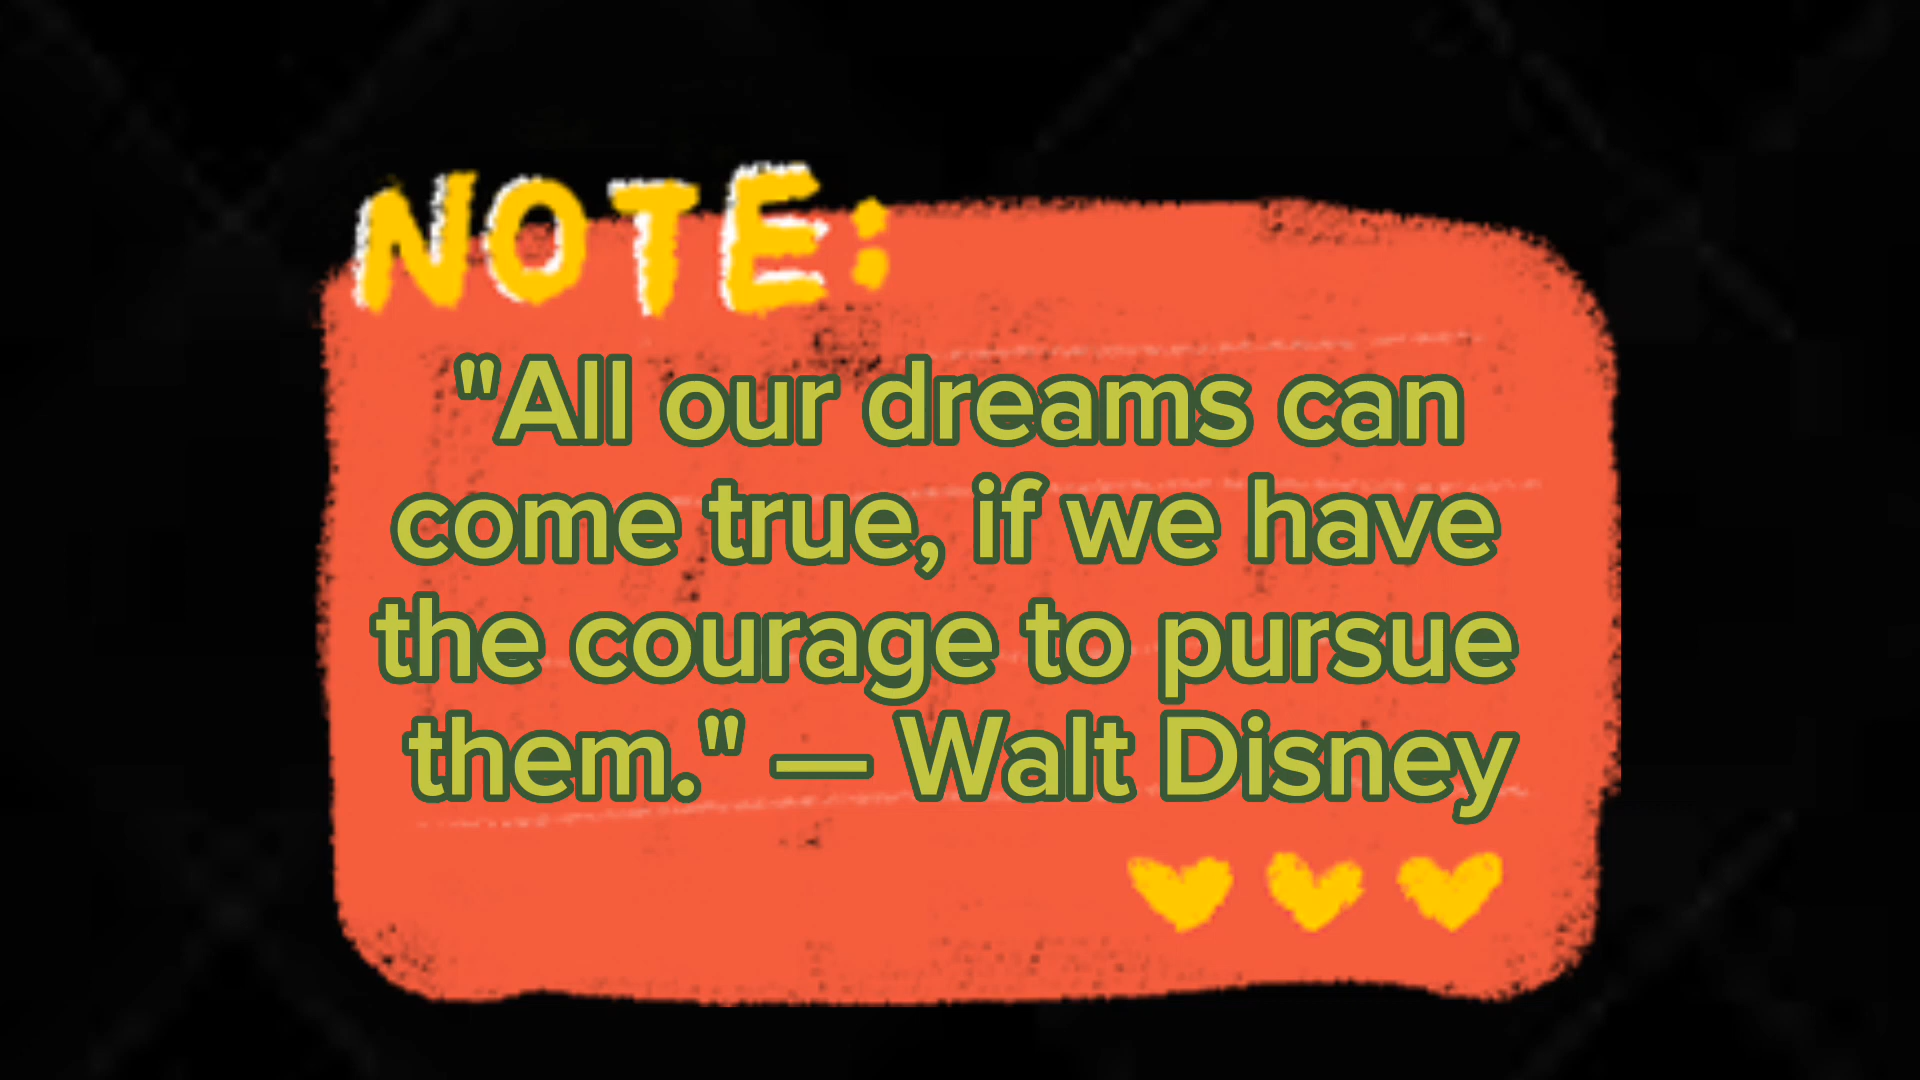 NOTE:
"All our dreams can
come true, if we have
the courage to pursue
them." — Walt Disney